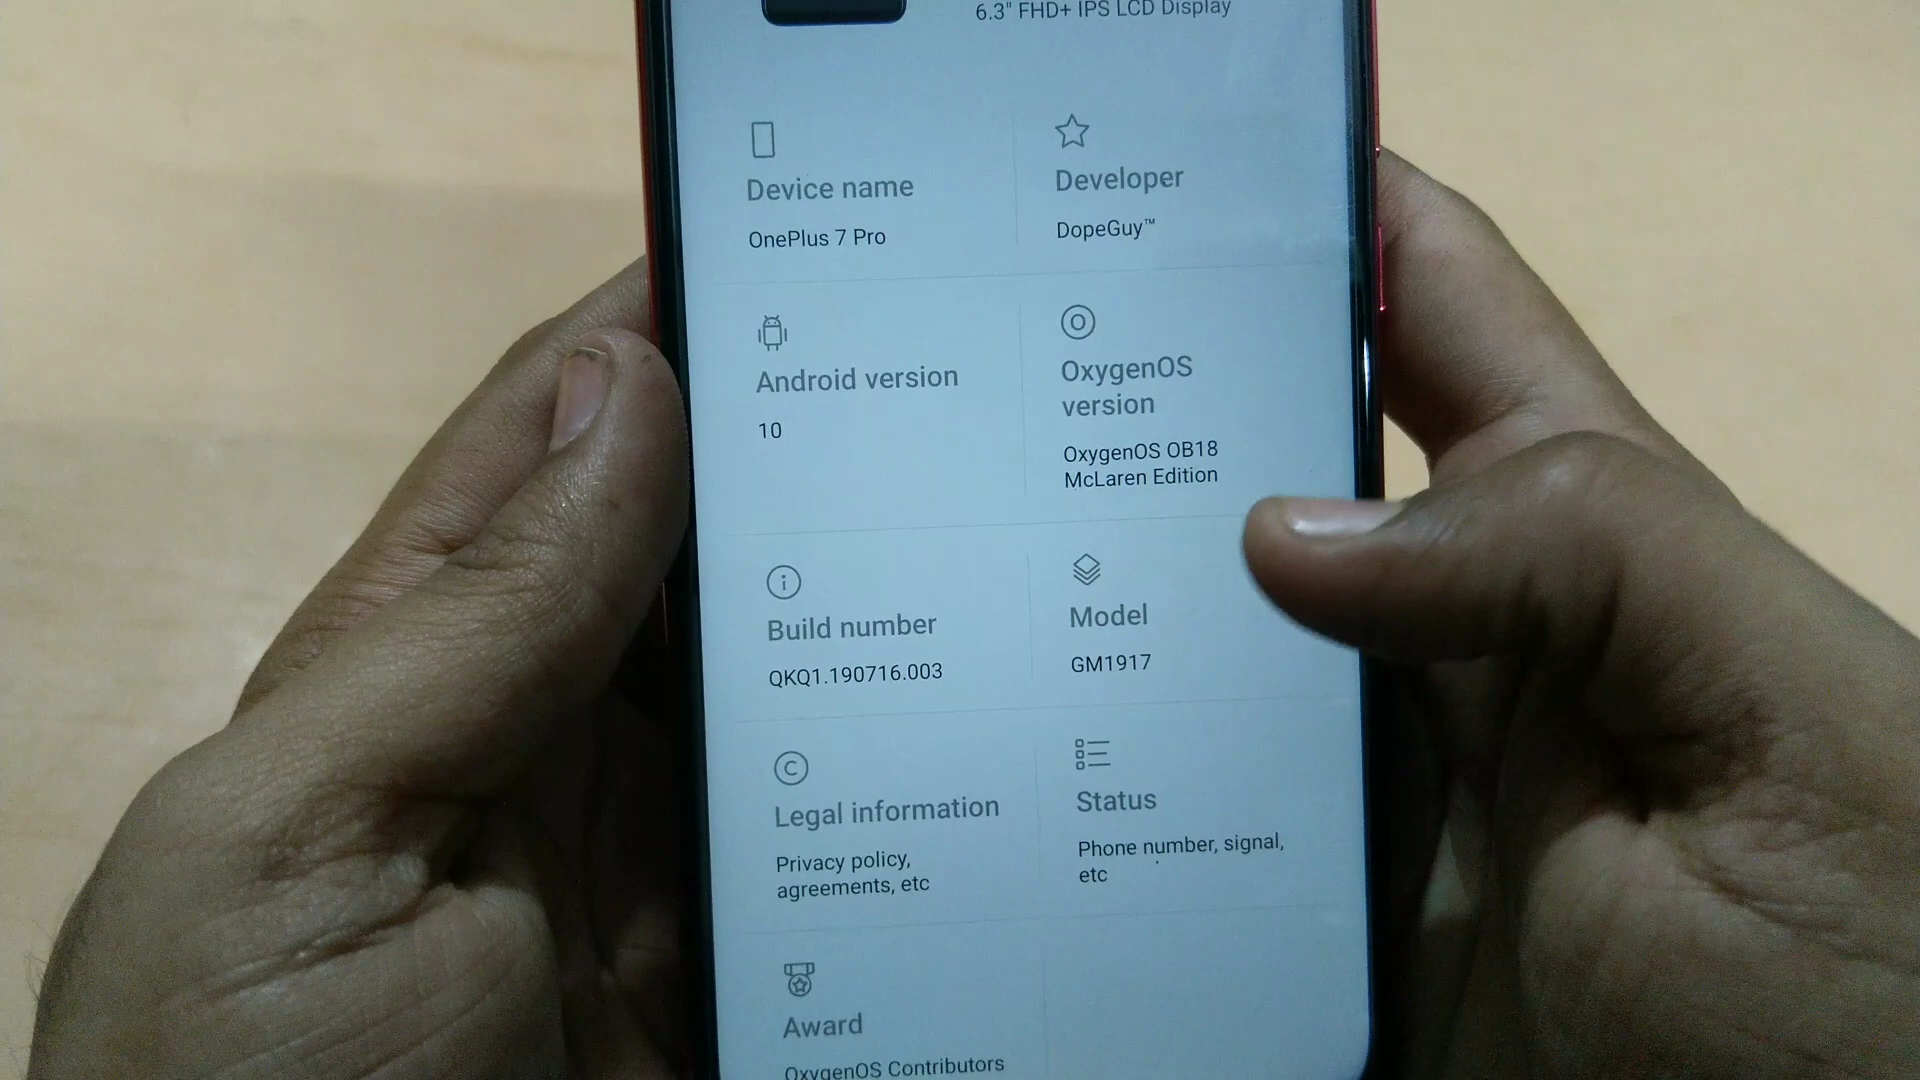 6.3" FHD+ IPS LCD Display
Device name
OnePlus 7 Pro
Developer
DopeGuy™
Android version
10
OxygenOS
version
OxygenOS OB18
McLaren Edition
Build number
QKQ1.190716.003
Model
GM1917
Legal information
Privacy policy,
agreements, etc
Status
Phone number, signal,
etc
Award
OxygenOS Contributors